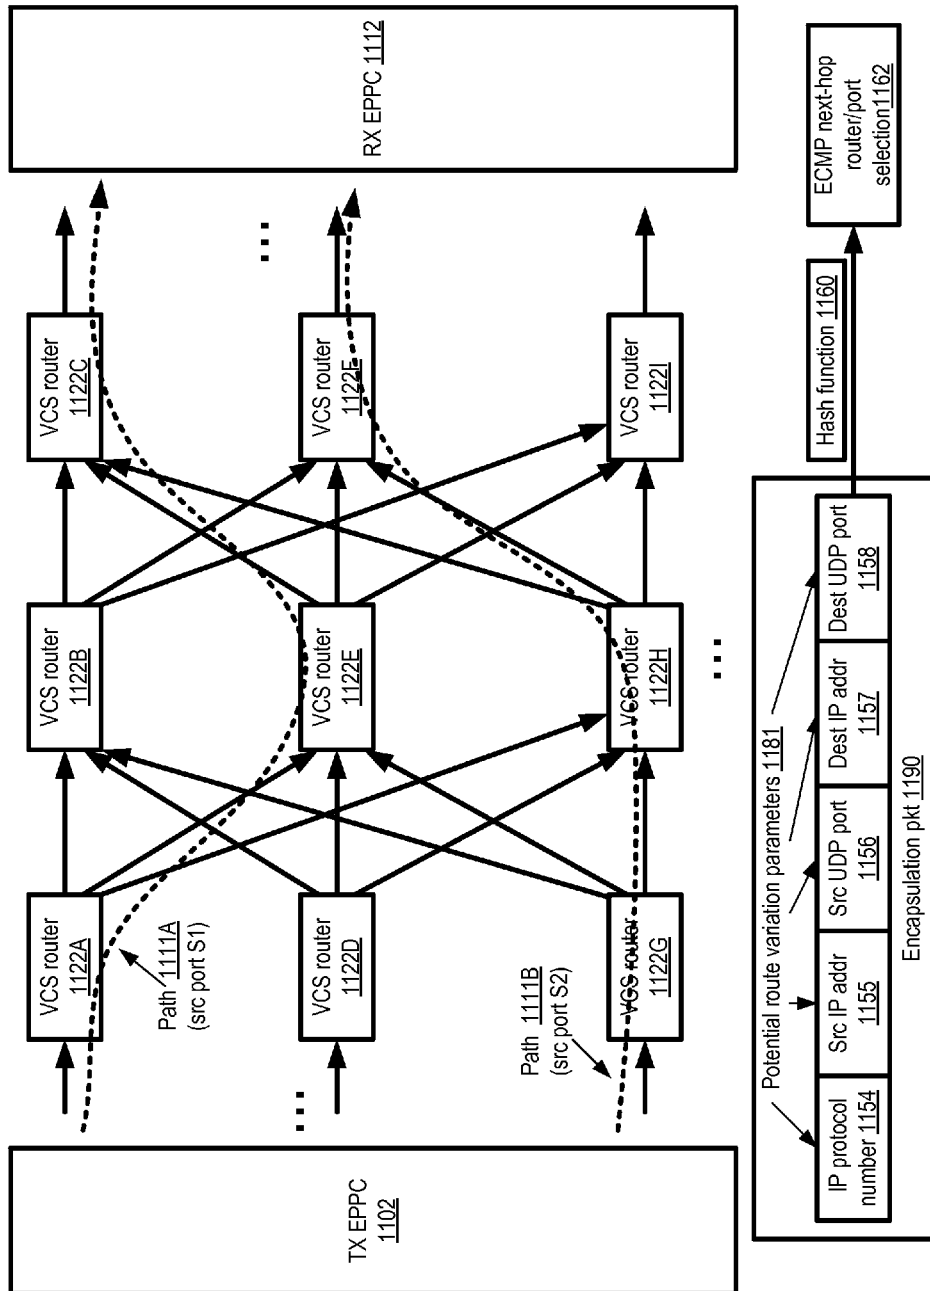 TX EPPC
1102
VCS router
1122A
VCS router
1122B
VCS router
1122C
Path 1111A
(src port S1)
...
VCS router
1122D
VCS router
1122E
VCS router
1122F
...
Path 1111B
(src port S2)
VCS router
1122G
VCS router
1122H
VCS router
1122I
...
RX EPPC 1112
Potential route variation parameters 1181
IP protocol
number 1154
Src IP addr
1155
Src UDP port
1156
Dest IP addr
1157
Dest UDP port
1158
Encapsulation pkt 1190
Hash function 1160
ECMP next-hop
router/port
selection1162